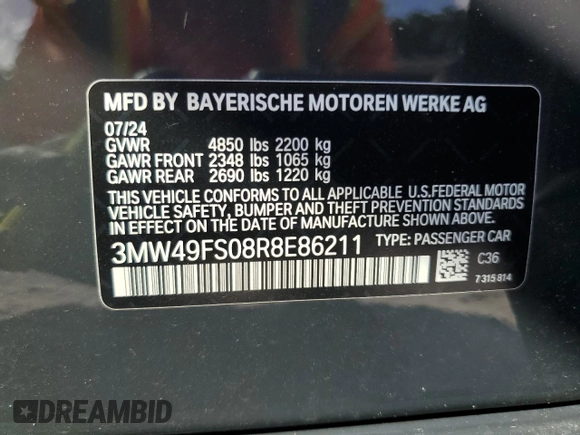 MFD BY BAYERISCHE MOTOREN WERKE AG
07/24
GVWR 4850 lbs 2200 kg
GAWR FRONT 2348 lbs 1065 kg
GAWR REAR 2690 lbs 1220 kg
THIS VEHICLE CONFORMS TO ALL APPLICABLE U.S.FEDERAL MOTOR
VEHICLE SAFETY, BUMPER AND THEFT PREVENTION STANDARDS
IN EFFECT ON THE DATE OF MANUFACTURE SHOWN ABOVE.
3MW49FS08R8E86211 TYPE: PASSENGER CAR
C36
7315814
DREAMBID